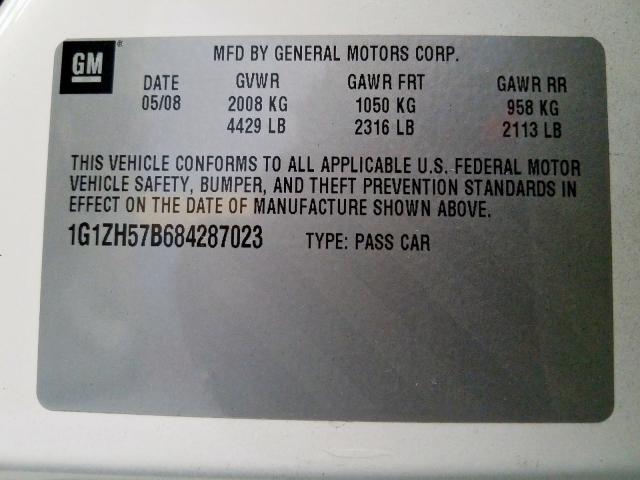 GM®
MFD BY GENERAL MOTORS CORP.
DATE GVWR GAWR FRT GAWR RR
05/08 2008 KG 1050 KG 958 KG
4429 LB 2316 LB 2113 LB
THIS VEHICLE CONFORMS TO ALL APPLICABLE U.S. FEDERAL MOTOR
VEHICLE SAFETY, BUMPER, AND THEFT PREVENTION STANDARDS IN
EFFECT ON THE DATE OF MANUFACTURE SHOWN ABOVE.
1G1ZH57B684287023 TYPE: PASS CAR